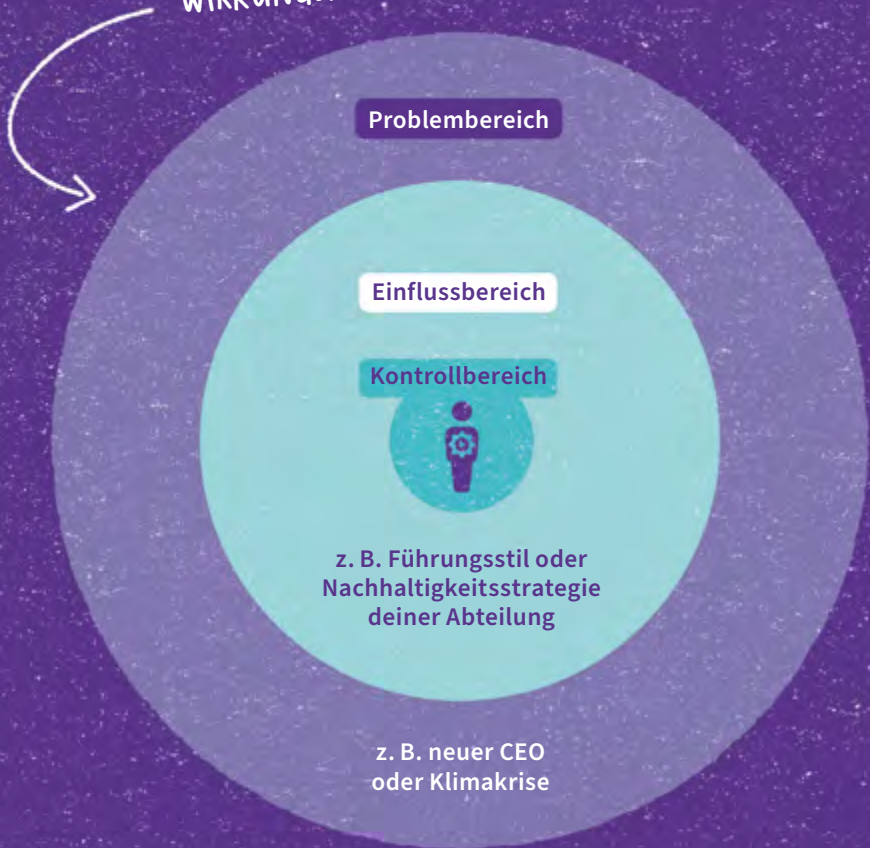 Problembereich
Einflussbereich
Kontrollbereich
z. B. Führungsstil oder
Nachhaltigkeitsstrategie
deiner Abteilung
z. B. neuer CEO
oder Klimakrise